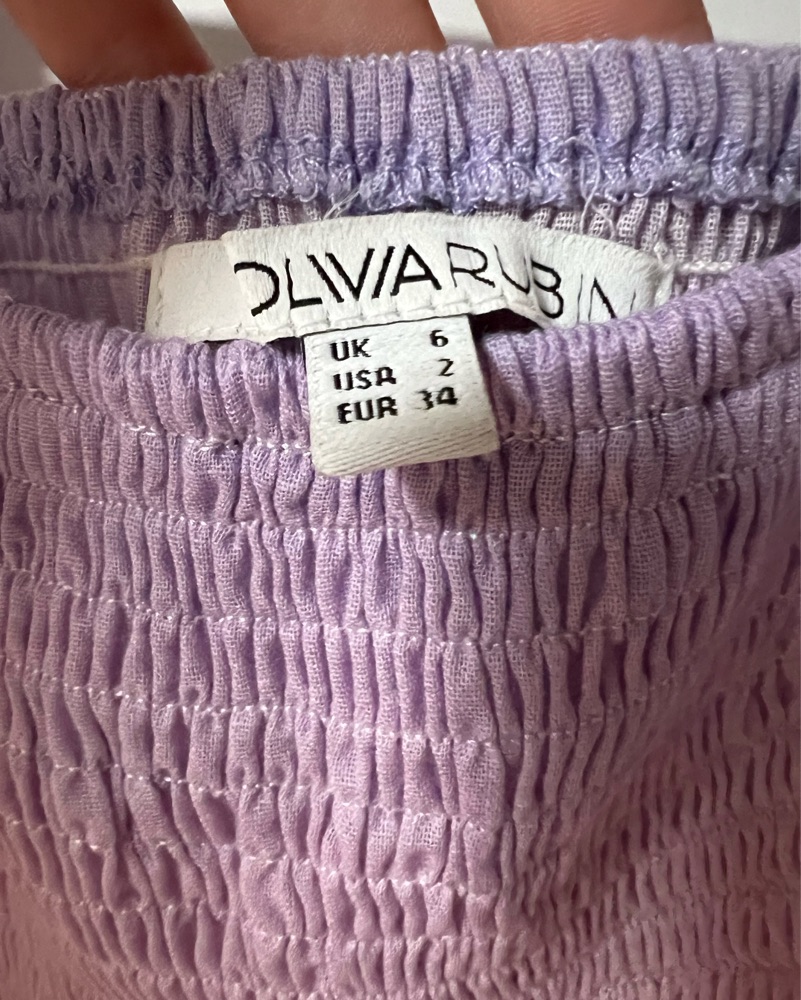 OLIVIA RUBIN
UK 6
USA 2
EUR 34